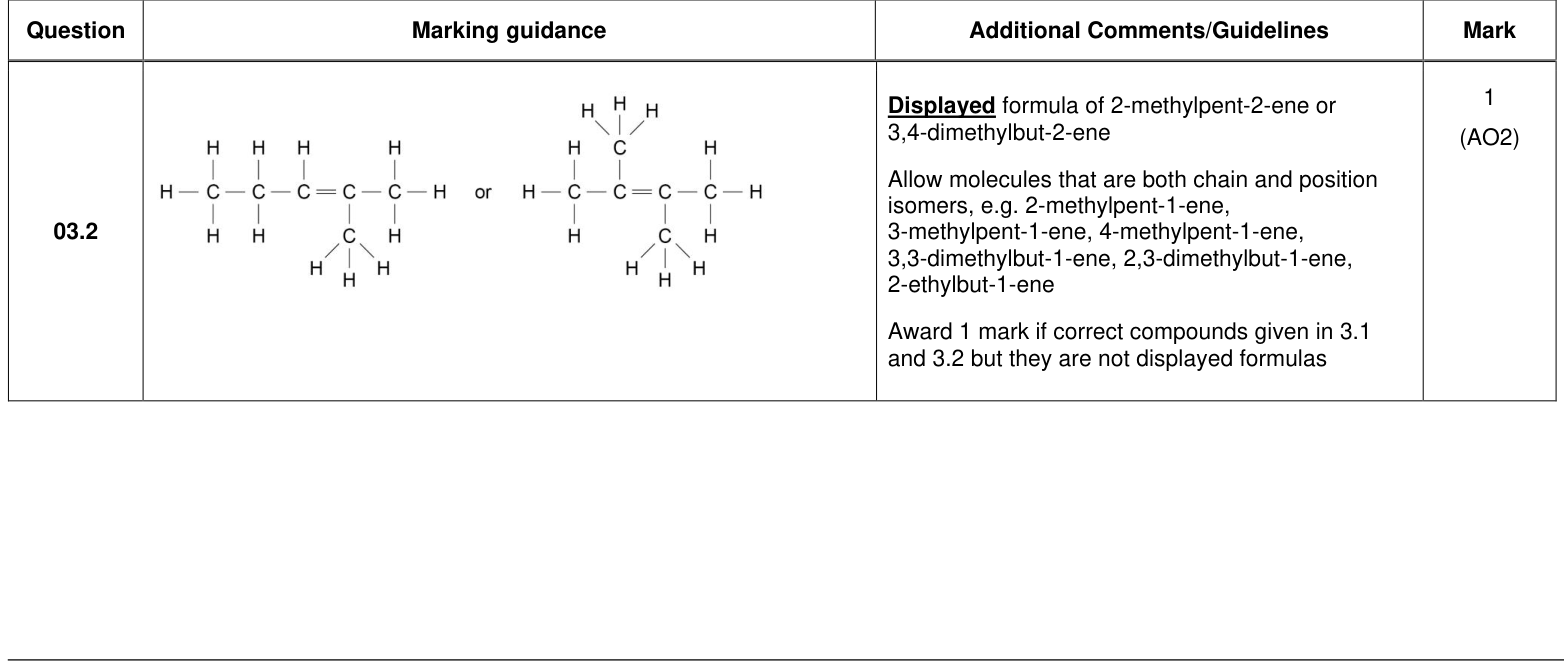 Question Marking guidance Additional Comments/Guidelines Mark
03.2
H H H
H H H H C H
H — C — C — C = C — C — H or H — C — C = C — C — H
H H C H H C H
H H H H H H
Displayed formula of 2-methylpent-2-ene or
3,4-dimethylbut-2-ene
Allow molecules that are both chain and position
isomers, e.g. 2-methylpent-1-ene,
3-methylpent-1-ene, 4-methylpent-1-ene,
3,3-dimethylbut-1-ene, 2,3-dimethylbut-1-ene,
2-ethylbut-1-ene
Award 1 mark if correct compounds given in 3.1
and 3.2 but they are not displayed formulas
1
(AO2)